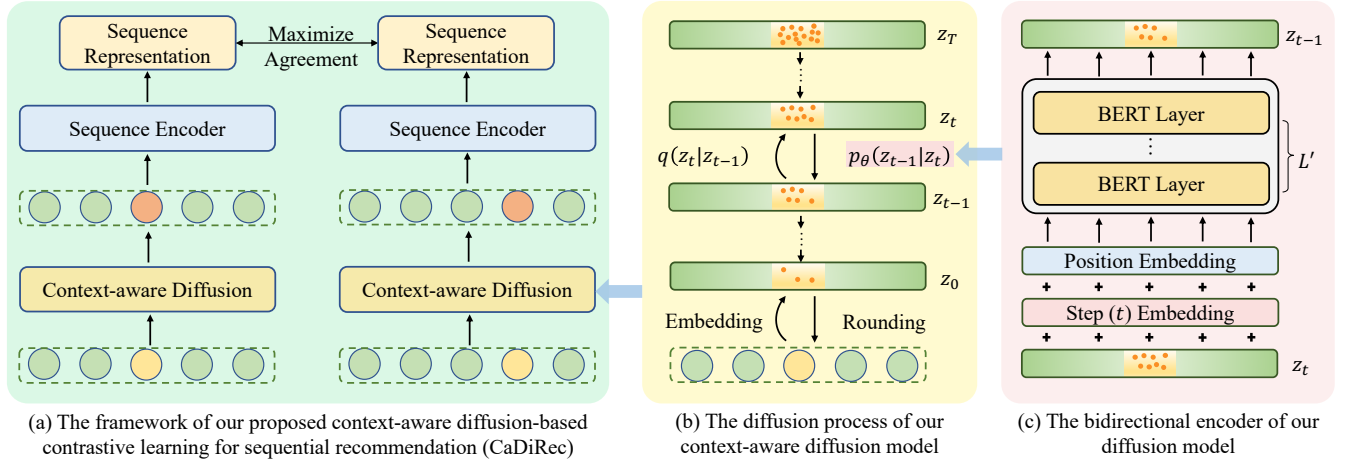 Sequence Representation
Maximize Agreement
Sequence Representation
Sequence Encoder
Sequence Encoder
Context-aware Diffusion
Context-aware Diffusion
(a) The framework of our proposed context-aware diffusion-based
contrastive learning for sequential recommendation (CaDiRec)
z_T
z_t
q(z_t|z_{t−1})
p_θ(z_{t−1}|z_t)
z_{t−1}
z_0
Embedding
Rounding
(b) The diffusion process of our
context-aware diffusion model
z_{t−1}
BERT Layer
⋮
BERT Layer
L′
Position Embedding
+ + + + +
Step (t) Embedding
+ + + + +
z_t
(c) The bidirectional encoder of our
diffusion model